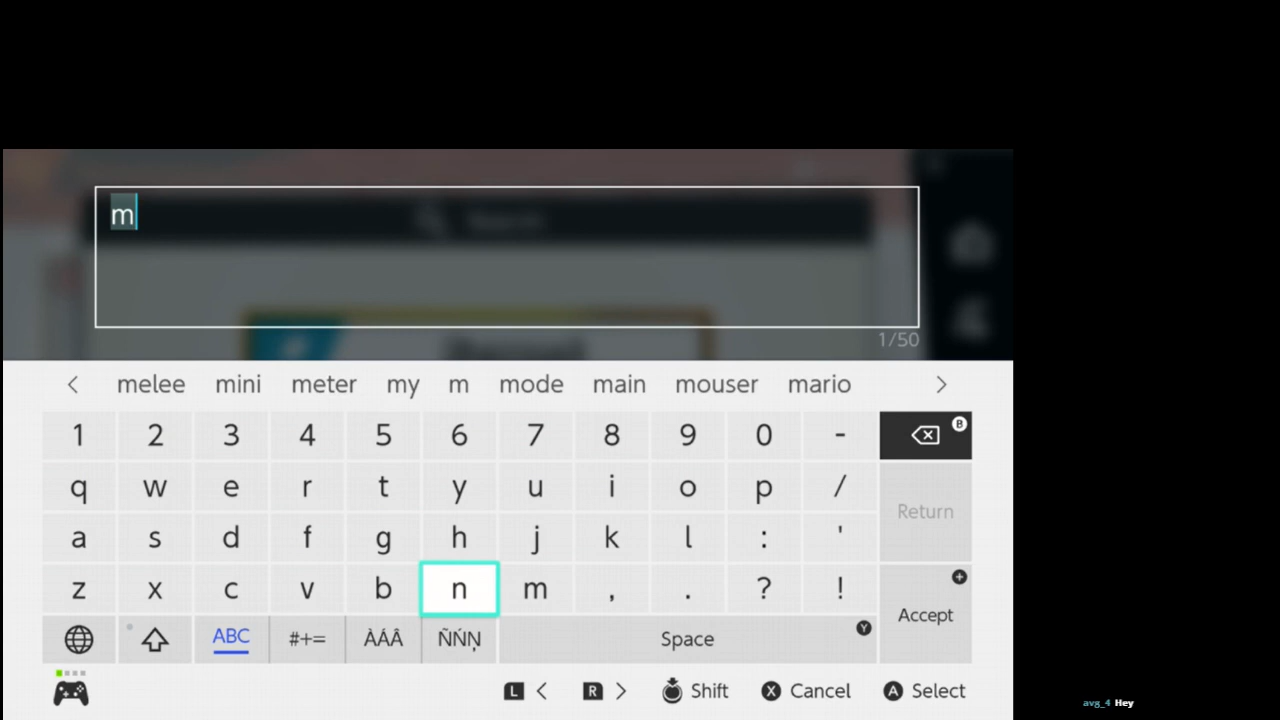 m
1/50
< melee mini meter my m mode main mouser mario >
1 2 3 4 5 6 7 8 9 0 - B
q w e r t y u i o p /
Return
a s d f g h j k l : '
z x c v b n m , . ? ! +
Accept
ABC #+= ÀÁÂ ÑŃŅ Space Y
L < R > Shift X Cancel A Select
avg_4 Hey